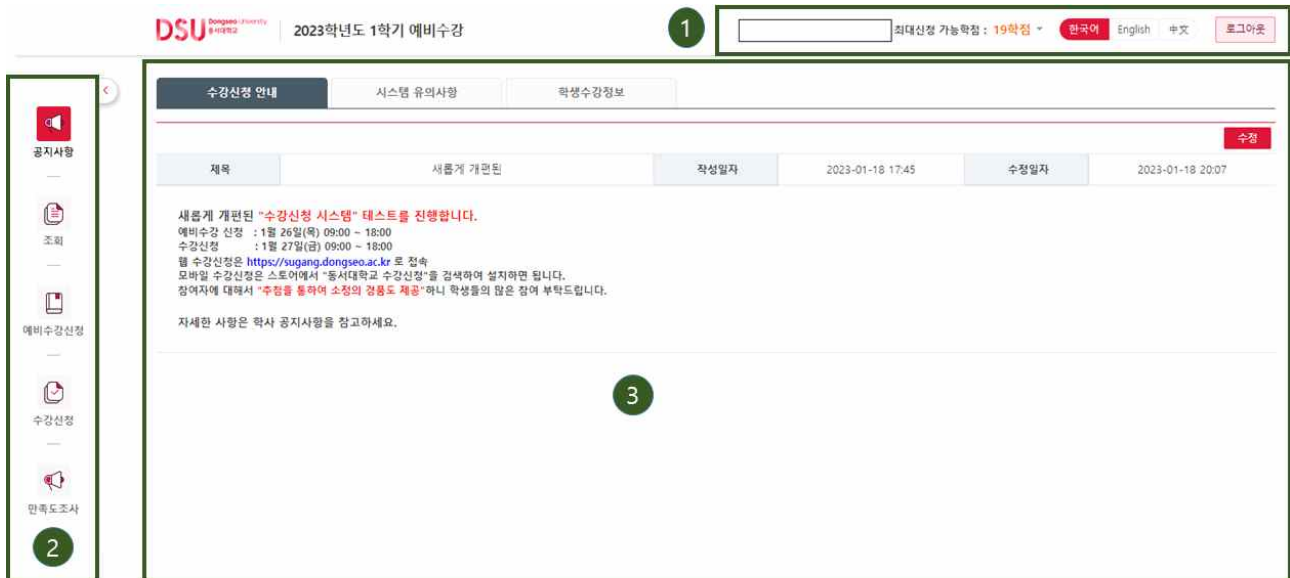 DSU Dongseo University 동서대학교
2023학년도 1학기 예비수강
1
최대신청 가능학점 : 19학점
한국어 English 中文
로그아웃
수강신청 안내 시스템 유의사항 학생수강정보
공지사항
수정
제목 새롭게 개편된 작성일자 2023-01-18 17:45 수정일자 2023-01-18 20:07
조회
새롭게 개편된 "수강신청 시스템" 테스트를 진행합니다.
예비수강 신청 : 1월 26일(목) 09:00 ~ 18:00
수강신청 : 1월 27일(금) 09:00 ~ 18:00
웹 수강신청은 https://sugang.dongseo.ac.kr 로 접속
모바일 수강신청은 스토어에서 "동서대학교 수강신청"을 검색하여 설치하면 됩니다.
참여자에 대해서 "추첨을 통하여 소정의 경품도 제공"하니 학생들의 많은 참여 부탁드립니다.
자세한 사항은 학사 공지사항을 참고하세요.
예비수강신청
수강신청
만족도조사
2
3